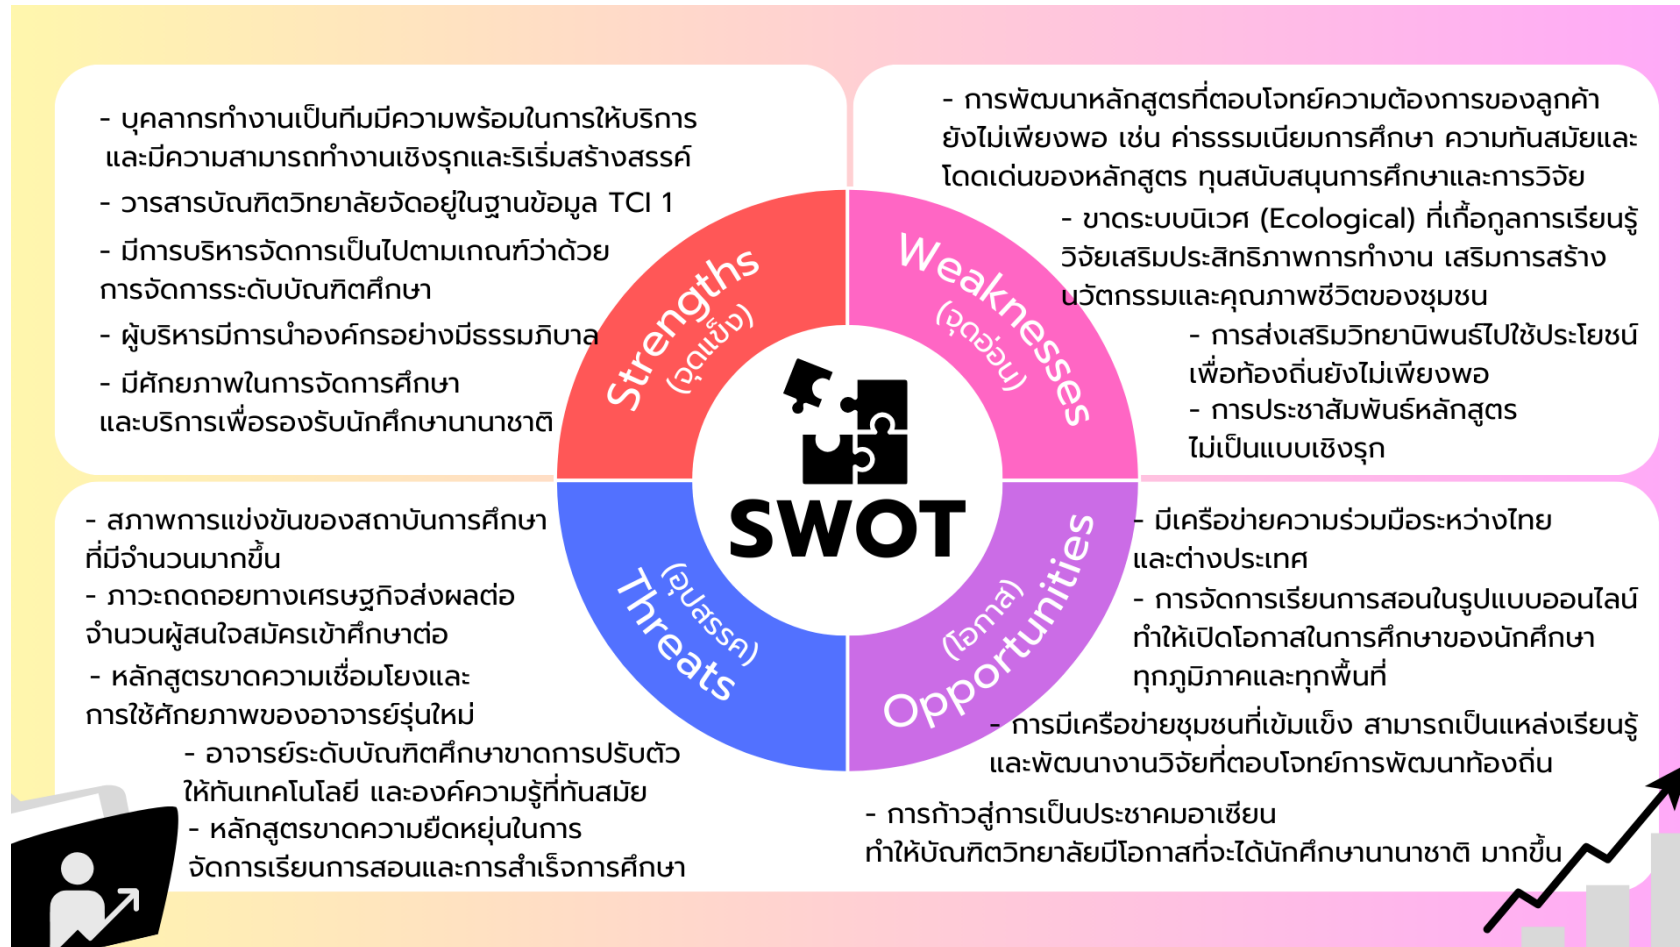 - บุคลากรทำงานเป็นทีมมีความพร้อมในการให้บริการ
และมีความสามารถทำงานเชิงรุกและริเริ่มสร้างสรรค์
- วารสารบัณฑิตวิทยาลัยจัดอยู่ในฐานข้อมูล TCI 1
- มีการบริหารจัดการเป็นไปตามเกณฑ์ว่าด้วย
การจัดการระดับบัณฑิตศึกษา
- ผู้บริหารมีการนำองค์กรอย่างมีธรรมภิบาล
- มีศักยภาพในการจัดการศึกษา
และบริการเพื่อรองรับนักศึกษานานาชาติ
Strengths
(จุดแข็ง)
- การพัฒนาหลักสูตรที่ตอบโจทย์ความต้องการของลูกค้า
ยังไม่เพียงพอ เช่น ค่าธรรมเนียมการศึกษา ความทันสมัยและ
โดดเด่นของหลักสูตร ทุนสนับสนุนการศึกษาและการวิจัย
- ขาดระบบนิเวศ (Ecological) ที่เกื้อกูลการเรียนรู้
วิจัยเสริมประสิทธิภาพการทำงาน เสริมการสร้าง
นวัตกรรมและคุณภาพชีวิตของชุมชน
- การส่งเสริมวิทยานิพนธ์ไปใช้ประโยชน์
เพื่อท้องถิ่นยังไม่เพียงพอ
- การประชาสัมพันธ์หลักสูตร
ไม่เป็นแบบเชิงรุก
Weaknesses
(จุดอ่อน)
SWOT
- สภาพการแข่งขันของสถาบันการศึกษา
ที่มีจำนวนมากขึ้น
- ภาวะถดถอยทางเศรษฐกิจส่งผลต่อ
จำนวนผู้สนใจสมัครเข้าศึกษาต่อ
- หลักสูตรขาดความเชื่อมโยงและ
การใช้ศักยภาพของอาจารย์รุ่นใหม่
- อาจารย์ระดับบัณฑิตศึกษาขาดการปรับตัว
ให้ทันเทคโนโลยี และองค์ความรู้ที่ทันสมัย
- หลักสูตรขาดความยืดหยุ่นในการ
จัดการเรียนการสอนและการสำเร็จการศึกษา
(อุปสรรค)
Threats
- มีเครือข่ายความร่วมมือระหว่างไทย
และต่างประเทศ
- การจัดการเรียนการสอนในรูปแบบออนไลน์
ทำให้เปิดโอกาสในการศึกษาของนักศึกษา
ทุกภูมิภาคและทุกพื้นที่
- การมีเครือข่ายชุมชนที่เข้มแข็ง สามารถเป็นแหล่งเรียนรู้
และพัฒนางานวิจัยที่ตอบโจทย์การพัฒนาท้องถิ่น
- การก้าวสู่การเป็นประชาคมอาเซียน
ทำให้บัณฑิตวิทยาลัยมีโอกาสที่จะได้นักศึกษานานาชาติ มากขึ้น
(โอกาส)
Opportunities